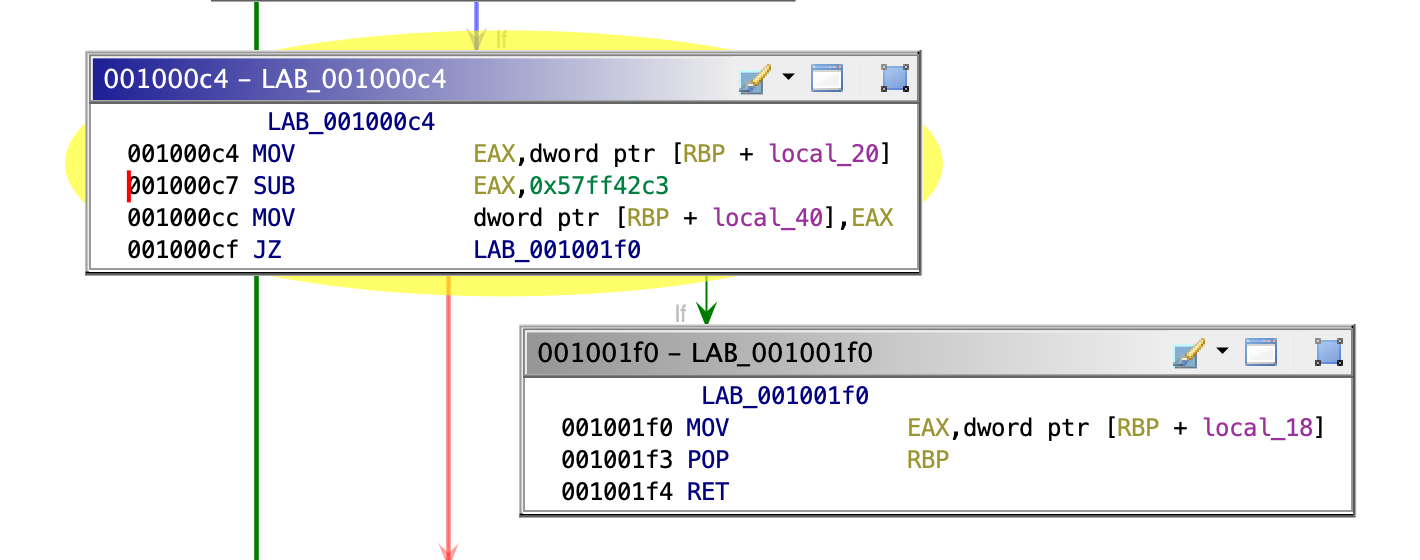 If
001000c4 – LAB_001000c4
LAB_001000c4
001000c4 MOV EAX,dword ptr [RBP + local_20]
001000c7 SUB EAX,0x57ff42c3
001000cc MOV dword ptr [RBP + local_40],EAX
001000cf JZ LAB_001001f0
If
001001f0 – LAB_001001f0
LAB_001001f0
001001f0 MOV EAX,dword ptr [RBP + local_18]
001001f3 POP RBP
001001f4 RET